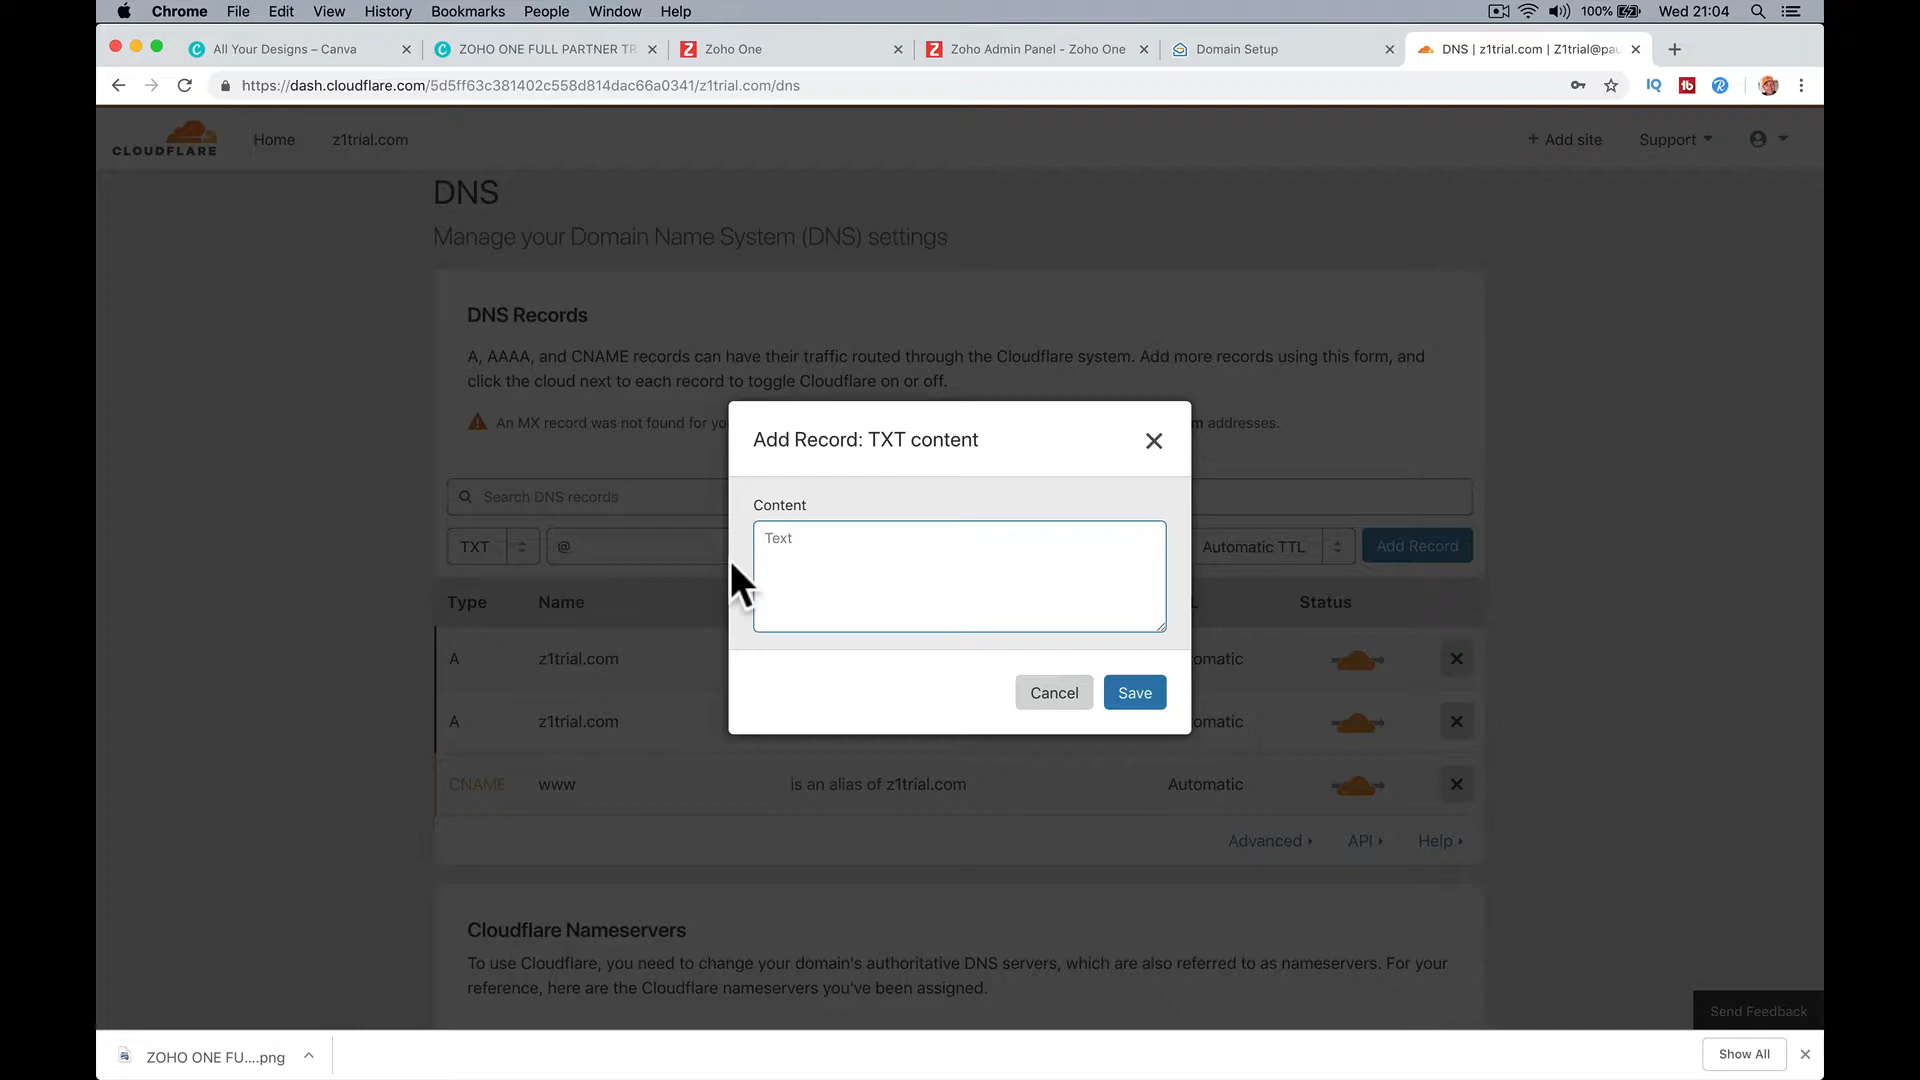 Chrome File Edit View History Bookmarks People Window Help 100% Wed 21:04
All Your Designs – Canva ZOHO ONE FULL PARTNER TR Zoho One Zoho Admin Panel - Zoho One Domain Setup DNS | z1trial.com | Z1trial@pau
https://dash.cloudflare.com/5d5ff63c381402c558d814dac66a0341/z1trial.com/dns
CLOUDFLARE Home z1trial.com + Add site Support
DNS
Manage your Domain Name System (DNS) settings
DNS Records
A, AAAA, and CNAME records can have their traffic routed through the Cloudflare system. Add more records using this form, and
click the cloud next to each record to toggle Cloudflare on or off.
An MX record was not found for yo addresses.
Add Record: TXT content
Content
Text
Cancel Save
Search DNS records
TXT @ Automatic TTL Add Record
Type Name Status
A z1trial.com omatic
A z1trial.com omatic
CNAME www is an alias of z1trial.com Automatic
Advanced API Help
Cloudflare Nameservers
To use Cloudflare, you need to change your domain's authoritative DNS servers, which are also referred to as nameservers. For your
reference, here are the Cloudflare nameservers you've been assigned.
Send Feedback
ZOHO ONE FU....png Show All